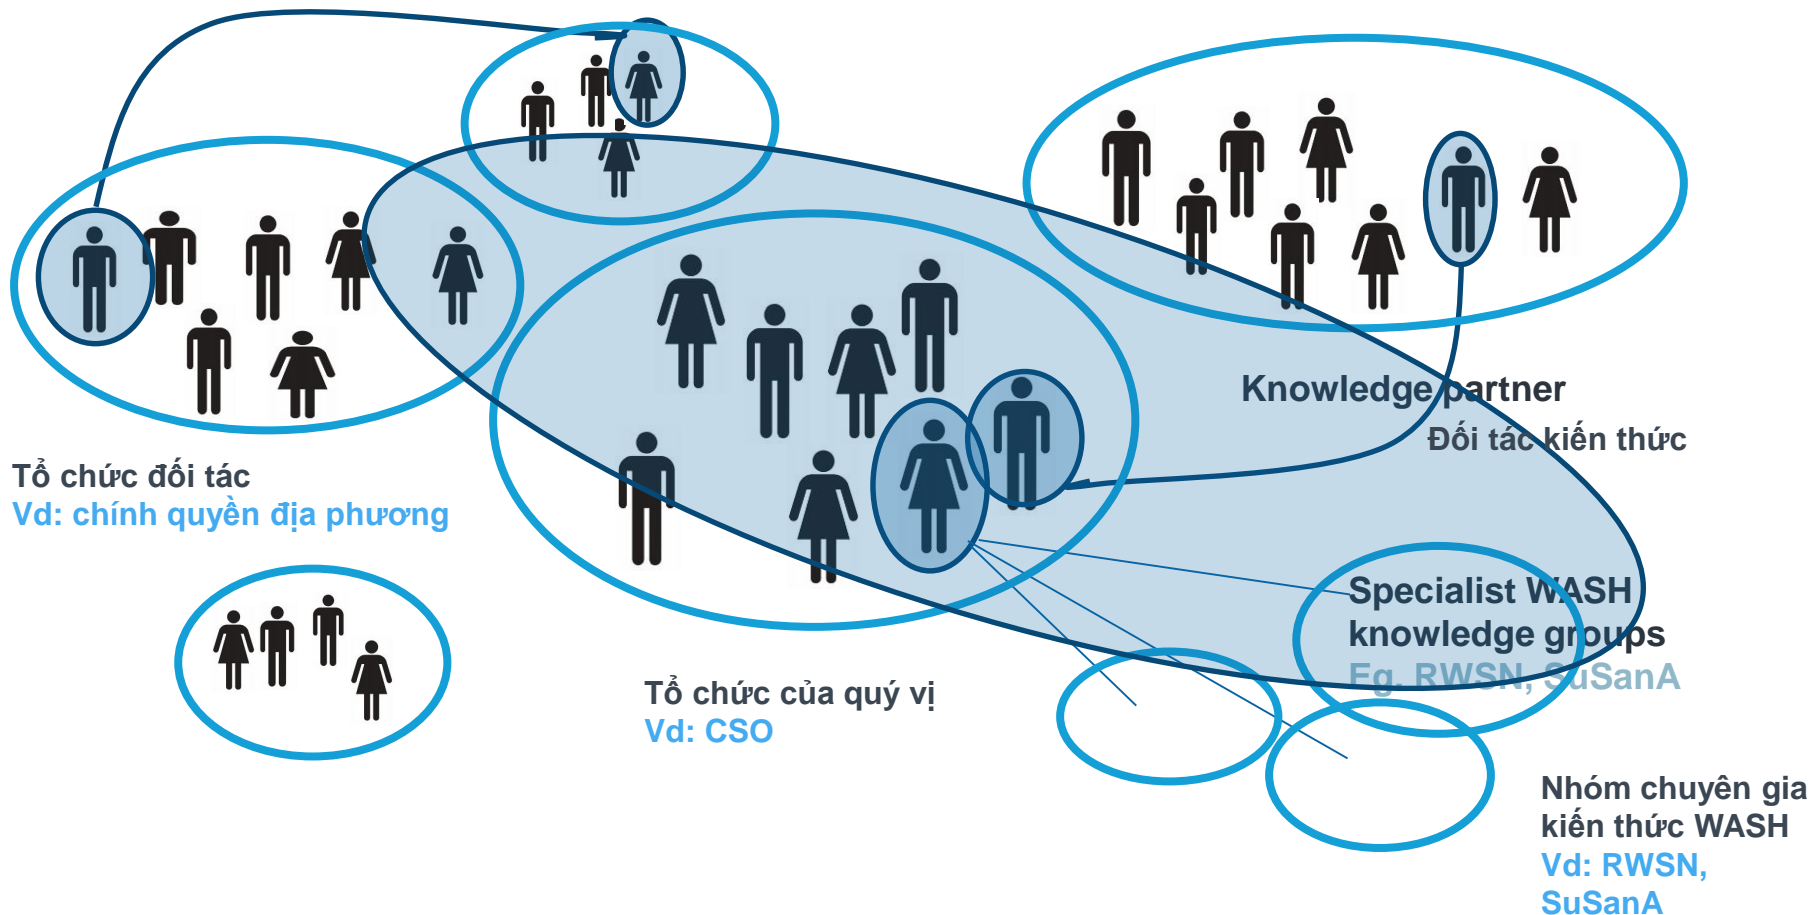 Knowledge partner
Đối tác kiến thức
Tổ chức đối tác
Vd: chính quyền địa phương
Specialist WASH
knowledge groups
Eg. RWSN, SuSanA
Tổ chức của quý vị
Vd: CSO
Nhóm chuyên gia
kiến thức WASH
Vd: RWSN,
SuSanA